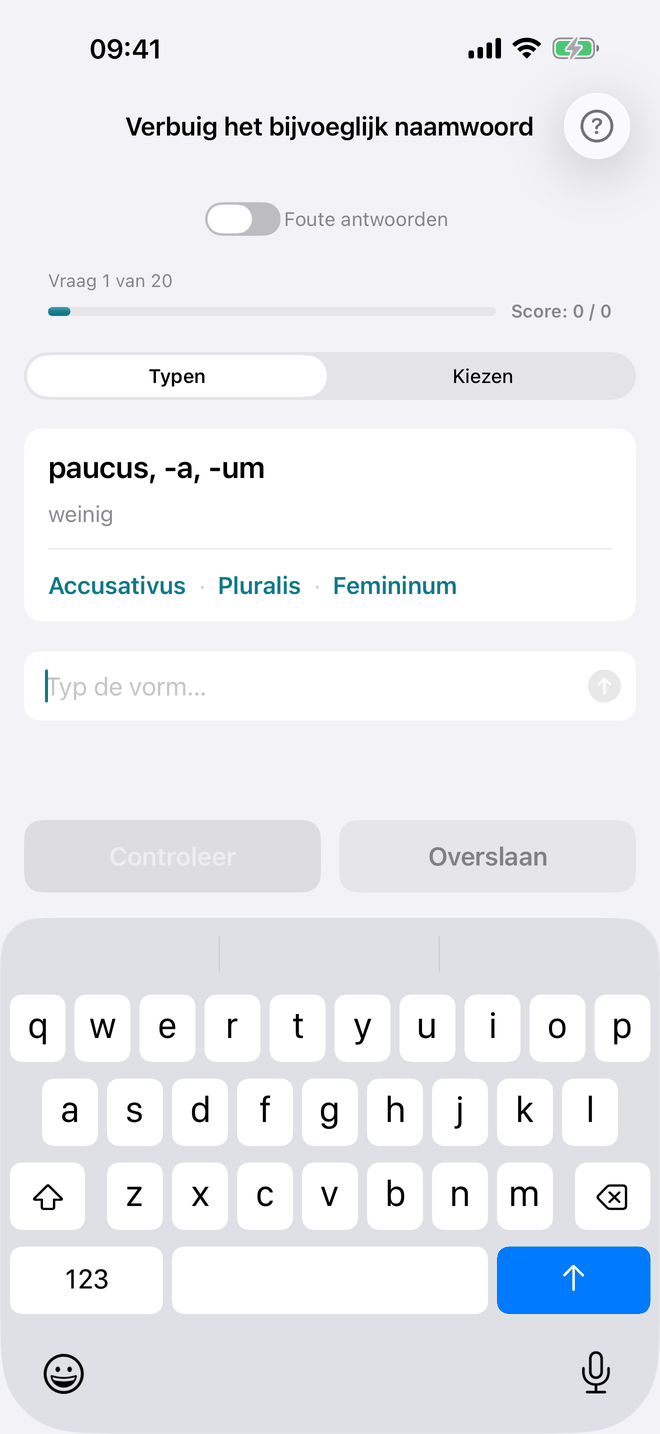 09:41
Verbuig het bijvoeglijk naamwoord
?
Foute antwoorden
Vraag 1 van 20
Score: 0 / 0
Typen Kiezen
paucus, -a, -um
weinig
Accusativus · Pluralis · Femininum
Typ de vorm...
Controleer Overslaan
q w e r t y u i o p
a s d f g h j k l
z x c v b n m
123